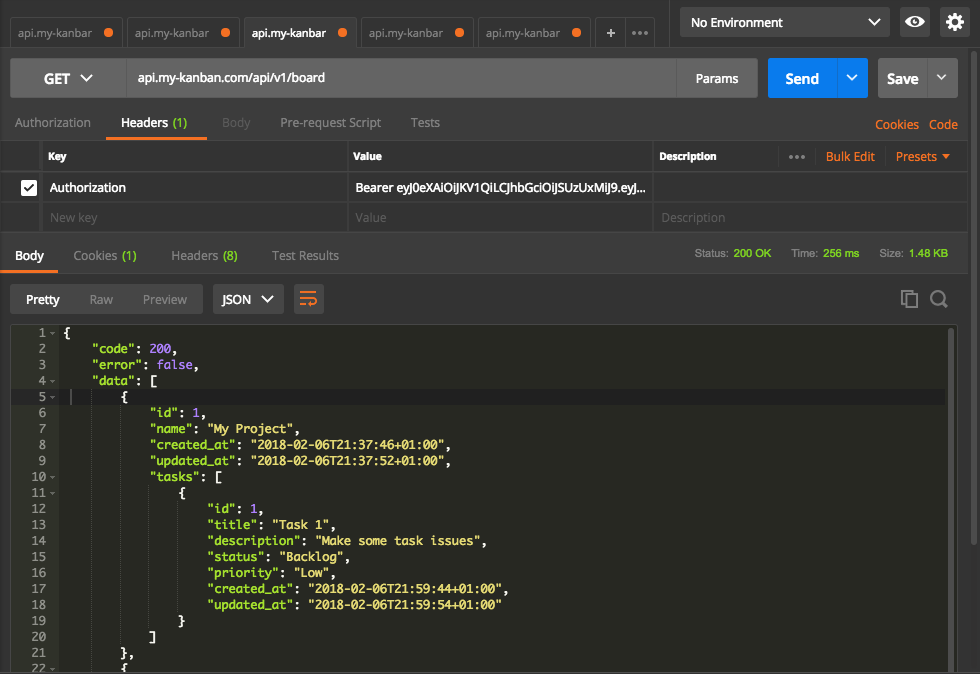 api.my-kanbar api.my-kanbar api.my-kanbar api.my-kanbar api.my-kanbar + ••• No Environment
GET api.my-kanban.com/api/v1/board Params Send Save
Authorization Headers (1) Body Pre-request Script Tests Cookies Code
Key Value Description ••• Bulk Edit Presets
Authorization Bearer eyJ0eXAiOiJKV1QiLCJhbGciOiJSUzUxMiJ9.eyJ...
New key Value Description
Body Cookies (1) Headers (8) Test Results Status: 200 OK Time: 256 ms Size: 1.48 KB
Pretty Raw Preview JSON
1 {
2 "code": 200,
3 "error": false,
4 "data": [
5 {
6 "id": 1,
7 "name": "My Project",
8 "created_at": "2018-02-06T21:37:46+01:00",
9 "updated_at": "2018-02-06T21:37:52+01:00",
10 "tasks": [
11 {
12 "id": 1,
13 "title": "Task 1",
14 "description": "Make some task issues",
15 "status": "Backlog",
16 "priority": "Low",
17 "created_at": "2018-02-06T21:59:44+01:00",
18 "updated_at": "2018-02-06T21:59:54+01:00"
19 }
20 ]
21 },
22 {